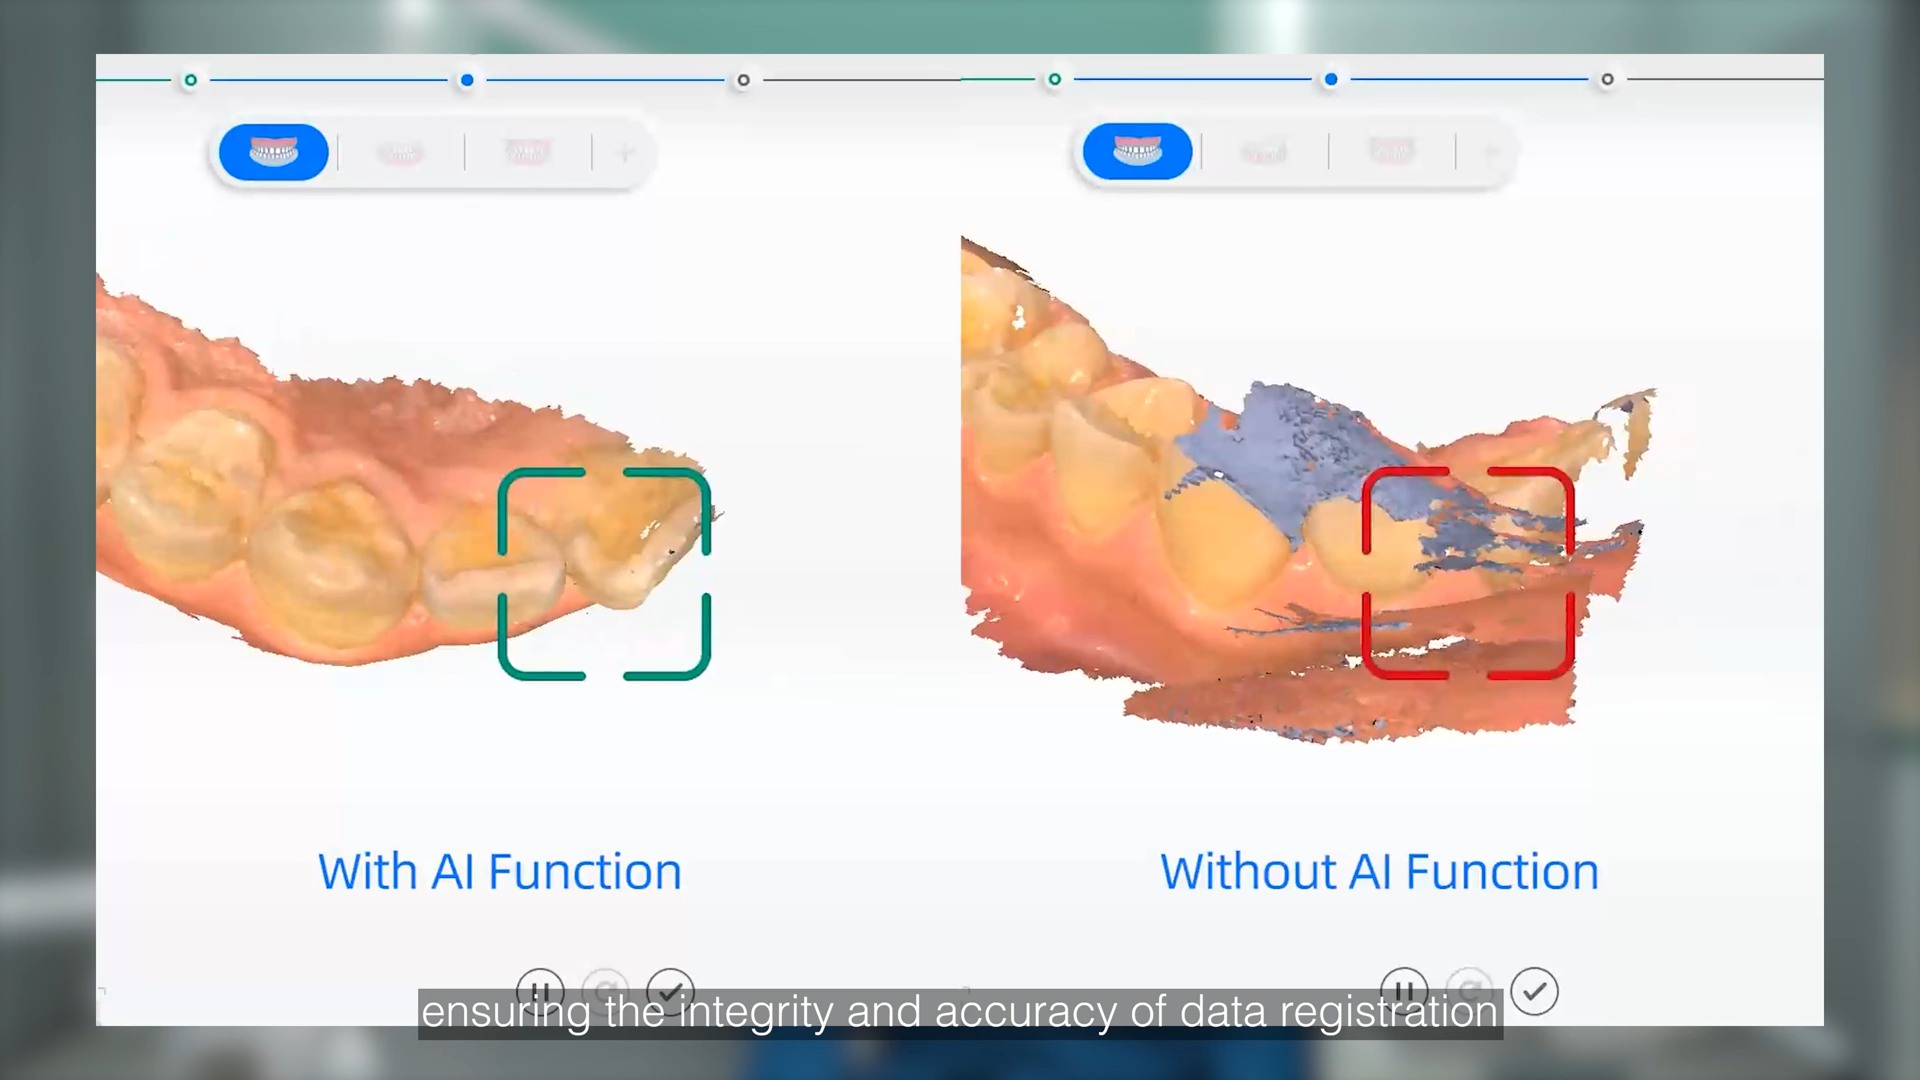 With AI Function
Without AI Function
ensuring the integrity and accuracy of data registration